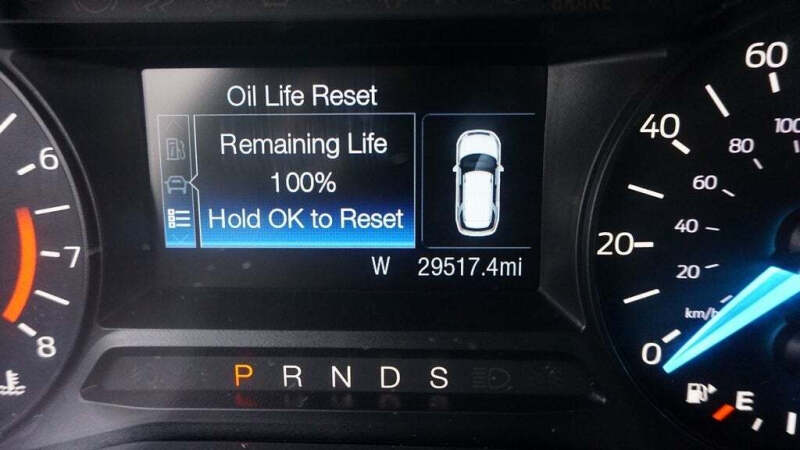 BRAKE
Oil Life Reset
Remaining Life
100%
Hold OK to Reset
W 29517.4mi
6
7
8
P R N D S
60
40
20
0
100
80
60
40
20
km/h
E